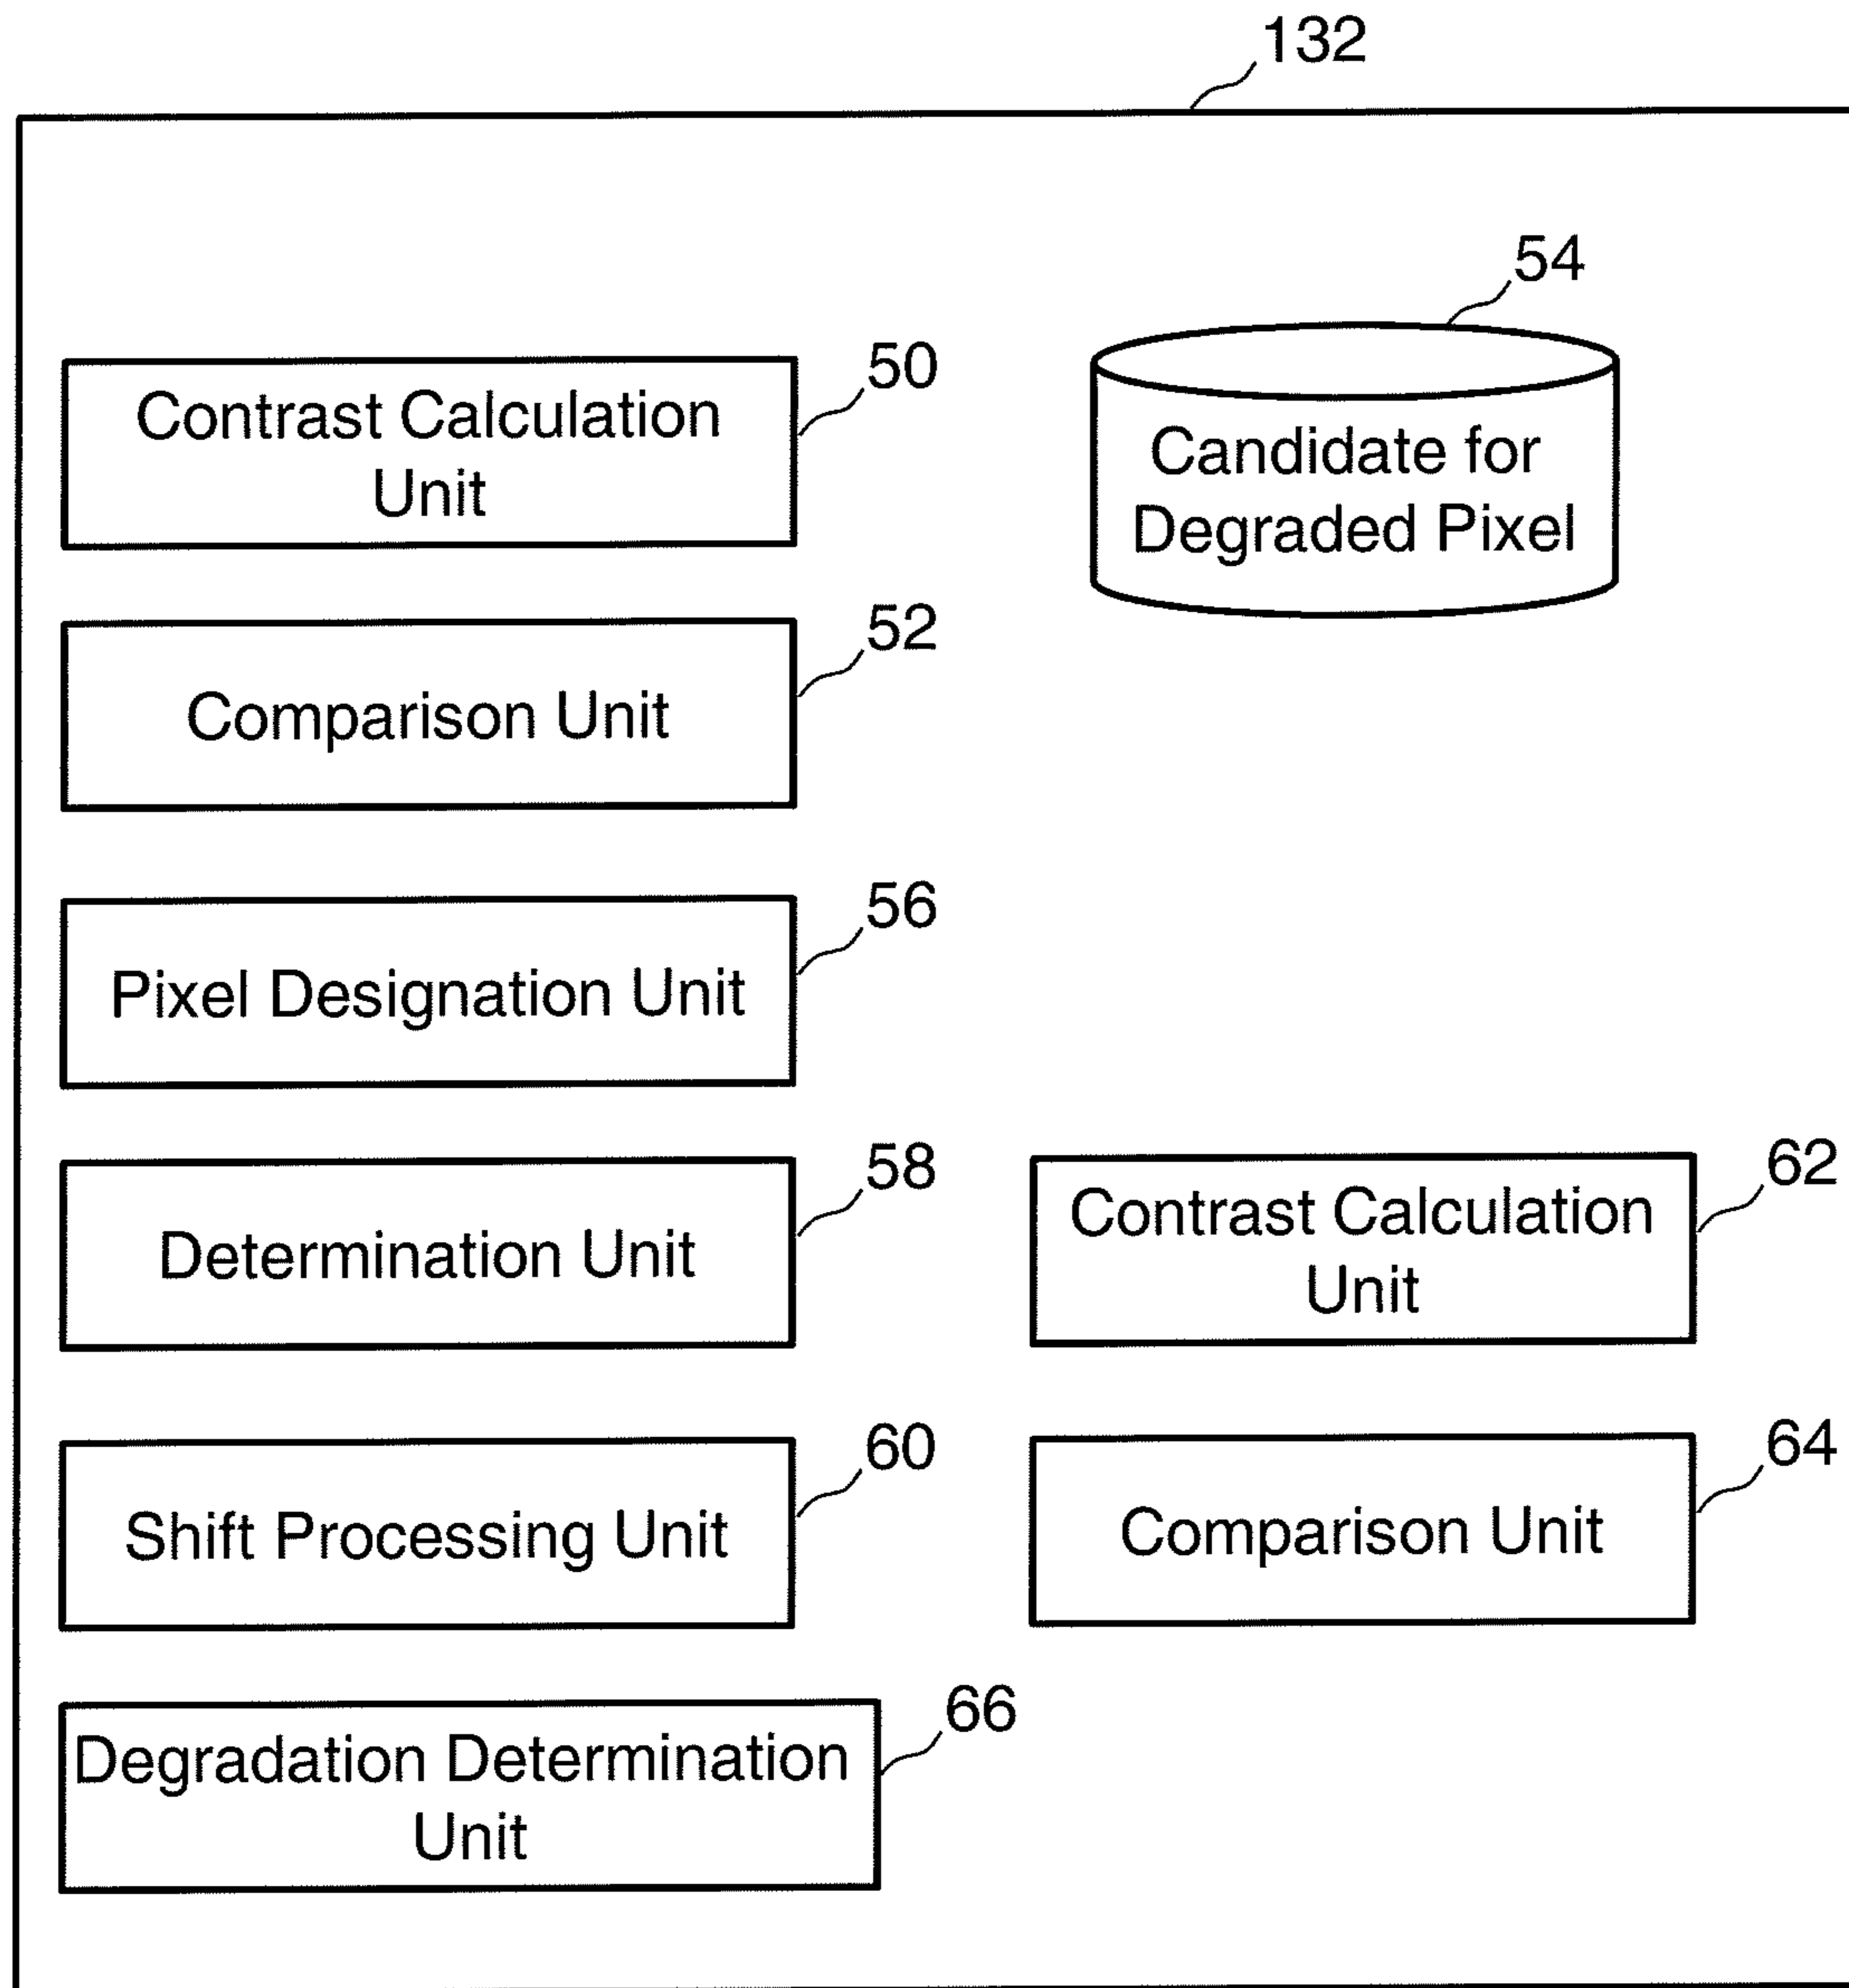 132
54
Candidate for
Degraded Pixel
50
Contrast Calculation
Unit
52
Comparison Unit
56
Pixel Designation Unit
58
Determination Unit
62
Contrast Calculation
Unit
60
Shift Processing Unit
64
Comparison Unit
66
Degradation Determination
Unit